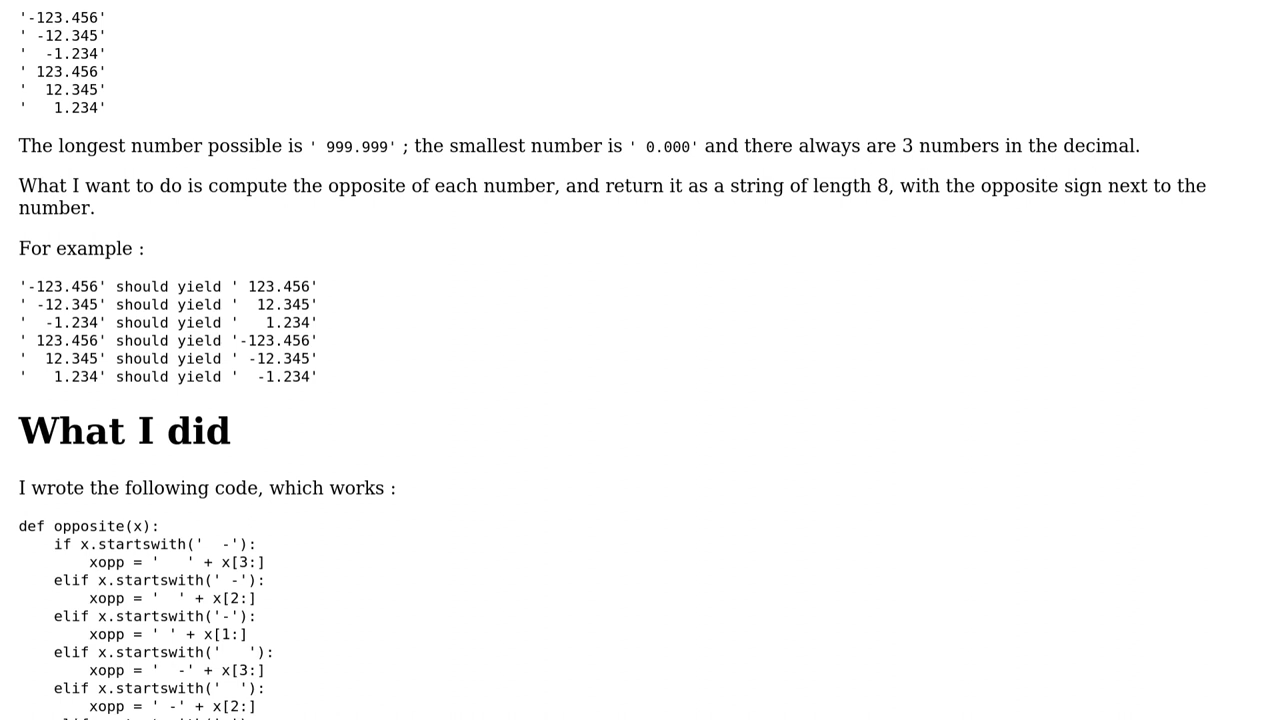 '-123.456'
' -12.345'
'  -1.234'
' 123.456'
'  12.345'
'   1.234'
The longest number possible is ' 999.999' ; the smallest number is ' 0.000' and there always are 3 numbers in the decimal.
What I want to do is compute the opposite of each number, and return it as a string of length 8, with the opposite sign next to the
number.
For example :
'-123.456' should yield ' 123.456'
' -12.345' should yield '  12.345'
'  -1.234' should yield '   1.234'
' 123.456' should yield '-123.456'
'  12.345' should yield ' -12.345'
'   1.234' should yield '  -1.234'
What I did
I wrote the following code, which works :
def opposite(x):
    if x.startswith('  -'):
        xopp = '   ' + x[3:]
    elif x.startswith(' -'):
        xopp = '  ' + x[2:]
    elif x.startswith('-'):
        xopp = ' ' + x[1:]
    elif x.startswith('   '):
        xopp = '  -' + x[3:]
    elif x.startswith('  '):
        xopp = ' -' + x[2:]